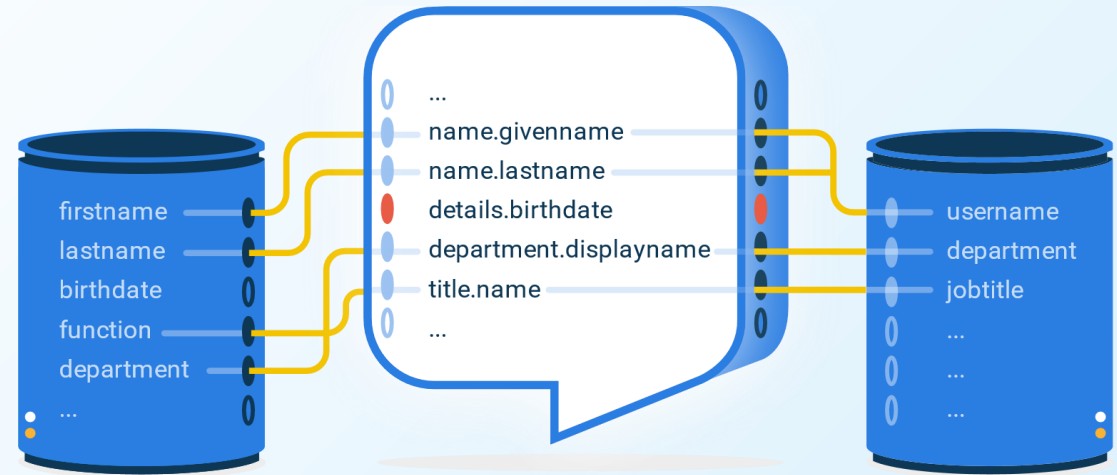 firstname
lastname
birthdate
function
department
...
...
name.givenname
name.lastname
details.birthdate
department.displayname
title.name
...
username
department
jobtitle
...
...
...